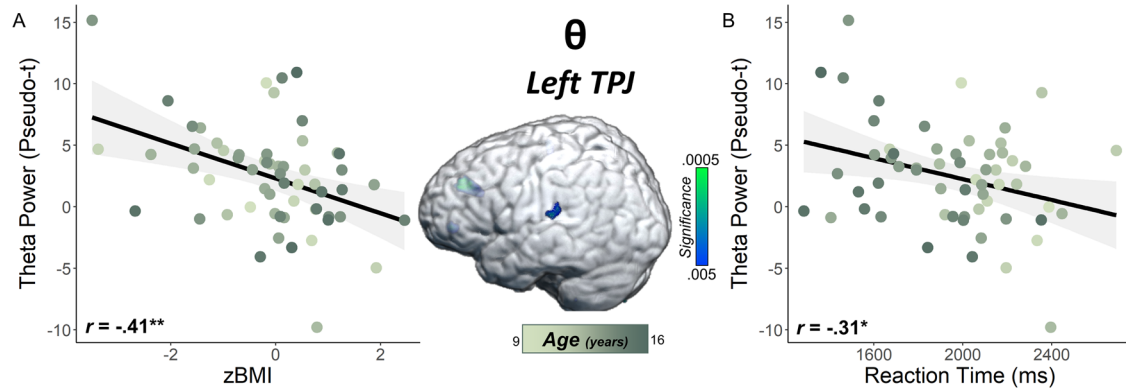 A
Theta Power (Pseudo-t)
15
10
5
0
-5
-10
r = -.41**
-2
0
2
zBMI
θ
Left TPJ
.0005
Significance
.005
9
Age (years)
16
B
Theta Power (Pseudo-t)
15
10
5
0
-5
-10
r = -.31*
1600
2000
2400
Reaction Time (ms)